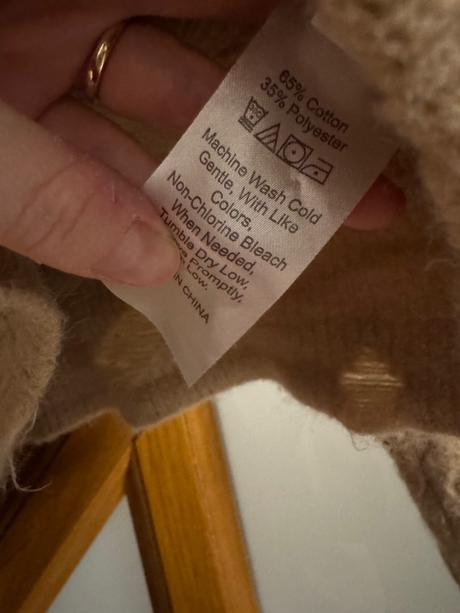 65% Cotton
35% Polyester
Machine Wash Cold
Gentle, With Like
Colors,
Non-Chlorine Bleach
When Needed,
Tumble Dry Low,
Promptly,
Low.
IN CHINA